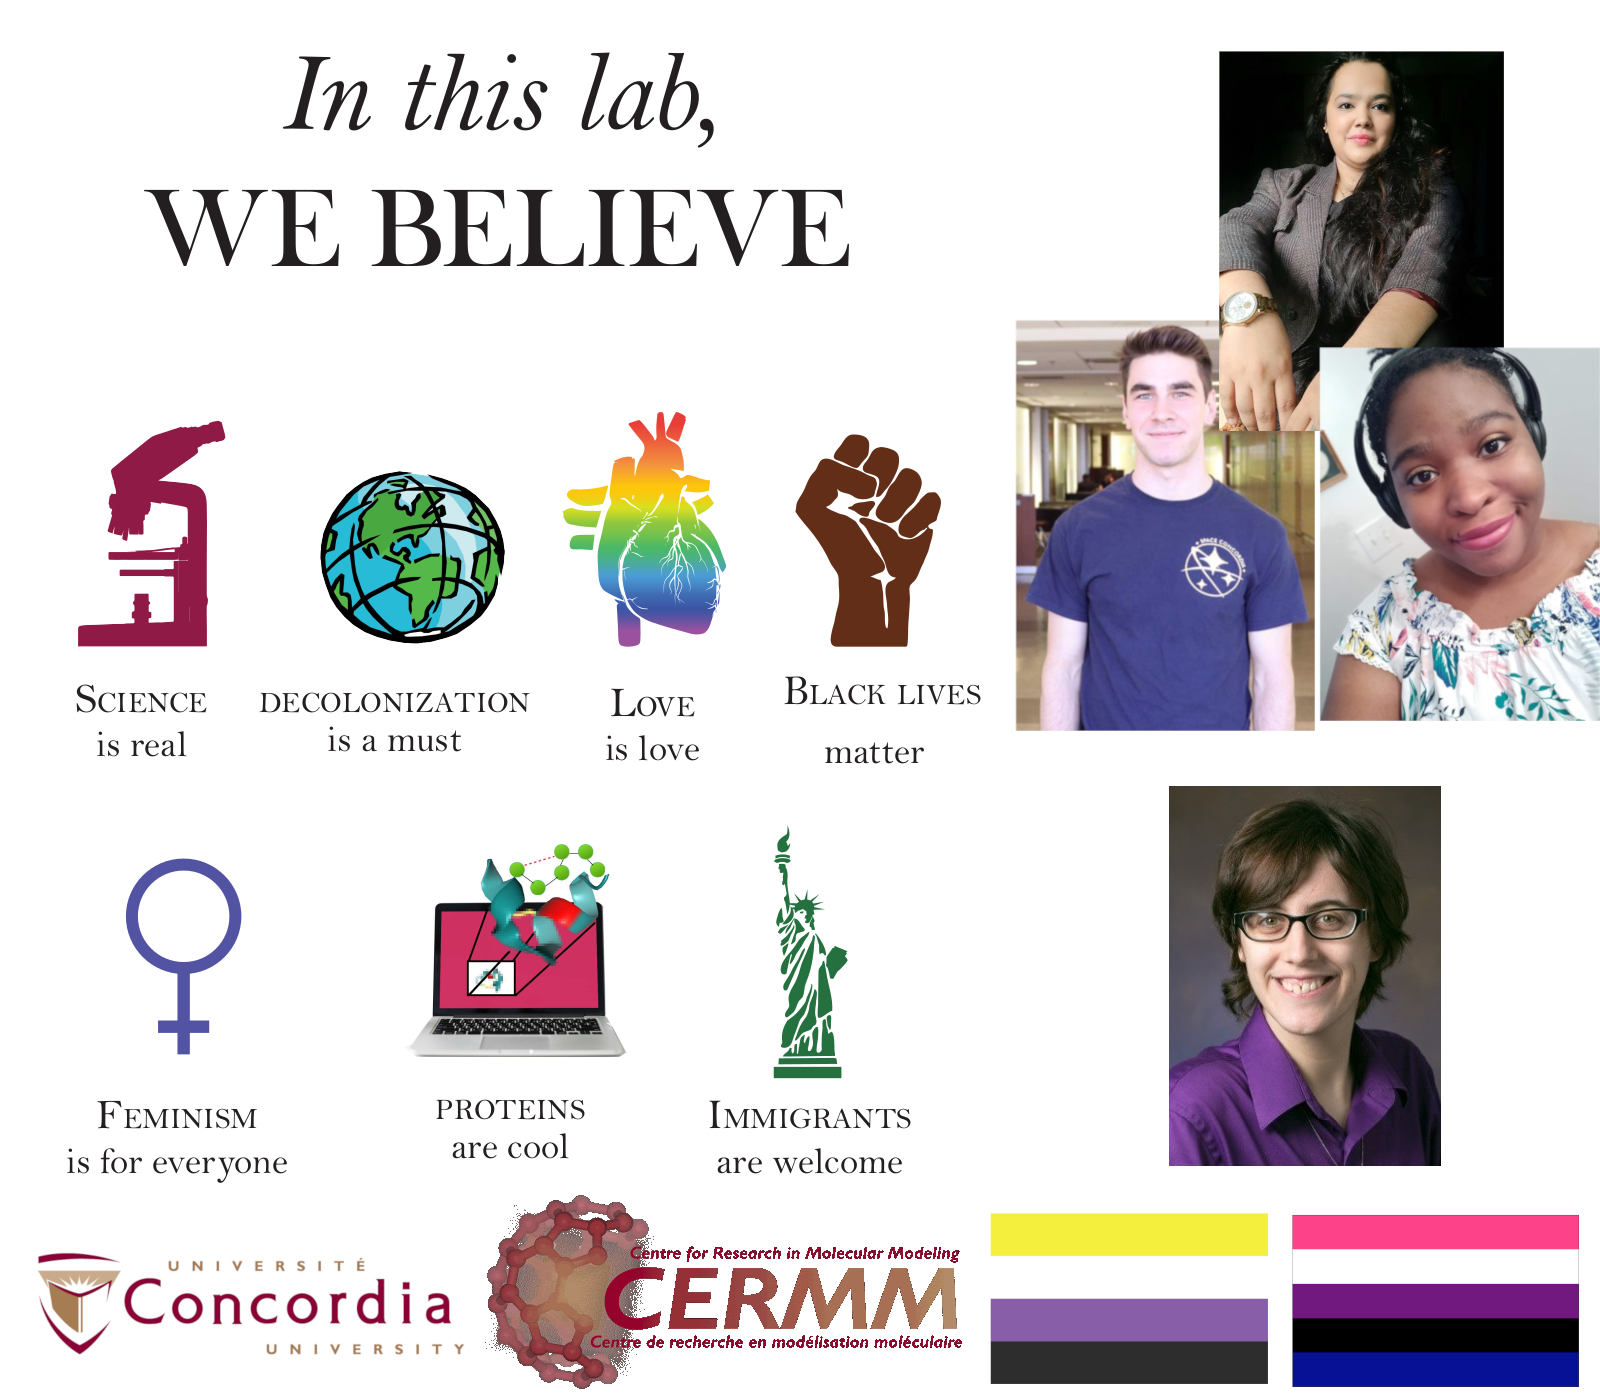 In this lab,
WE BELIEVE
SCIENCE
is real
DECOLONIZATION
is a must
LOVE
is love
BLACK LIVES
matter
SPACE CONCORDIA
FEMINISM
is for everyone
PROTEINS
are cool
IMMIGRANTS
are welcome
UNIVERSITÉ
Concordia
UNIVERSITY
Centre for Research in Molecular Modeling
CERMM
Centre de recherche en modélisation moléculaire